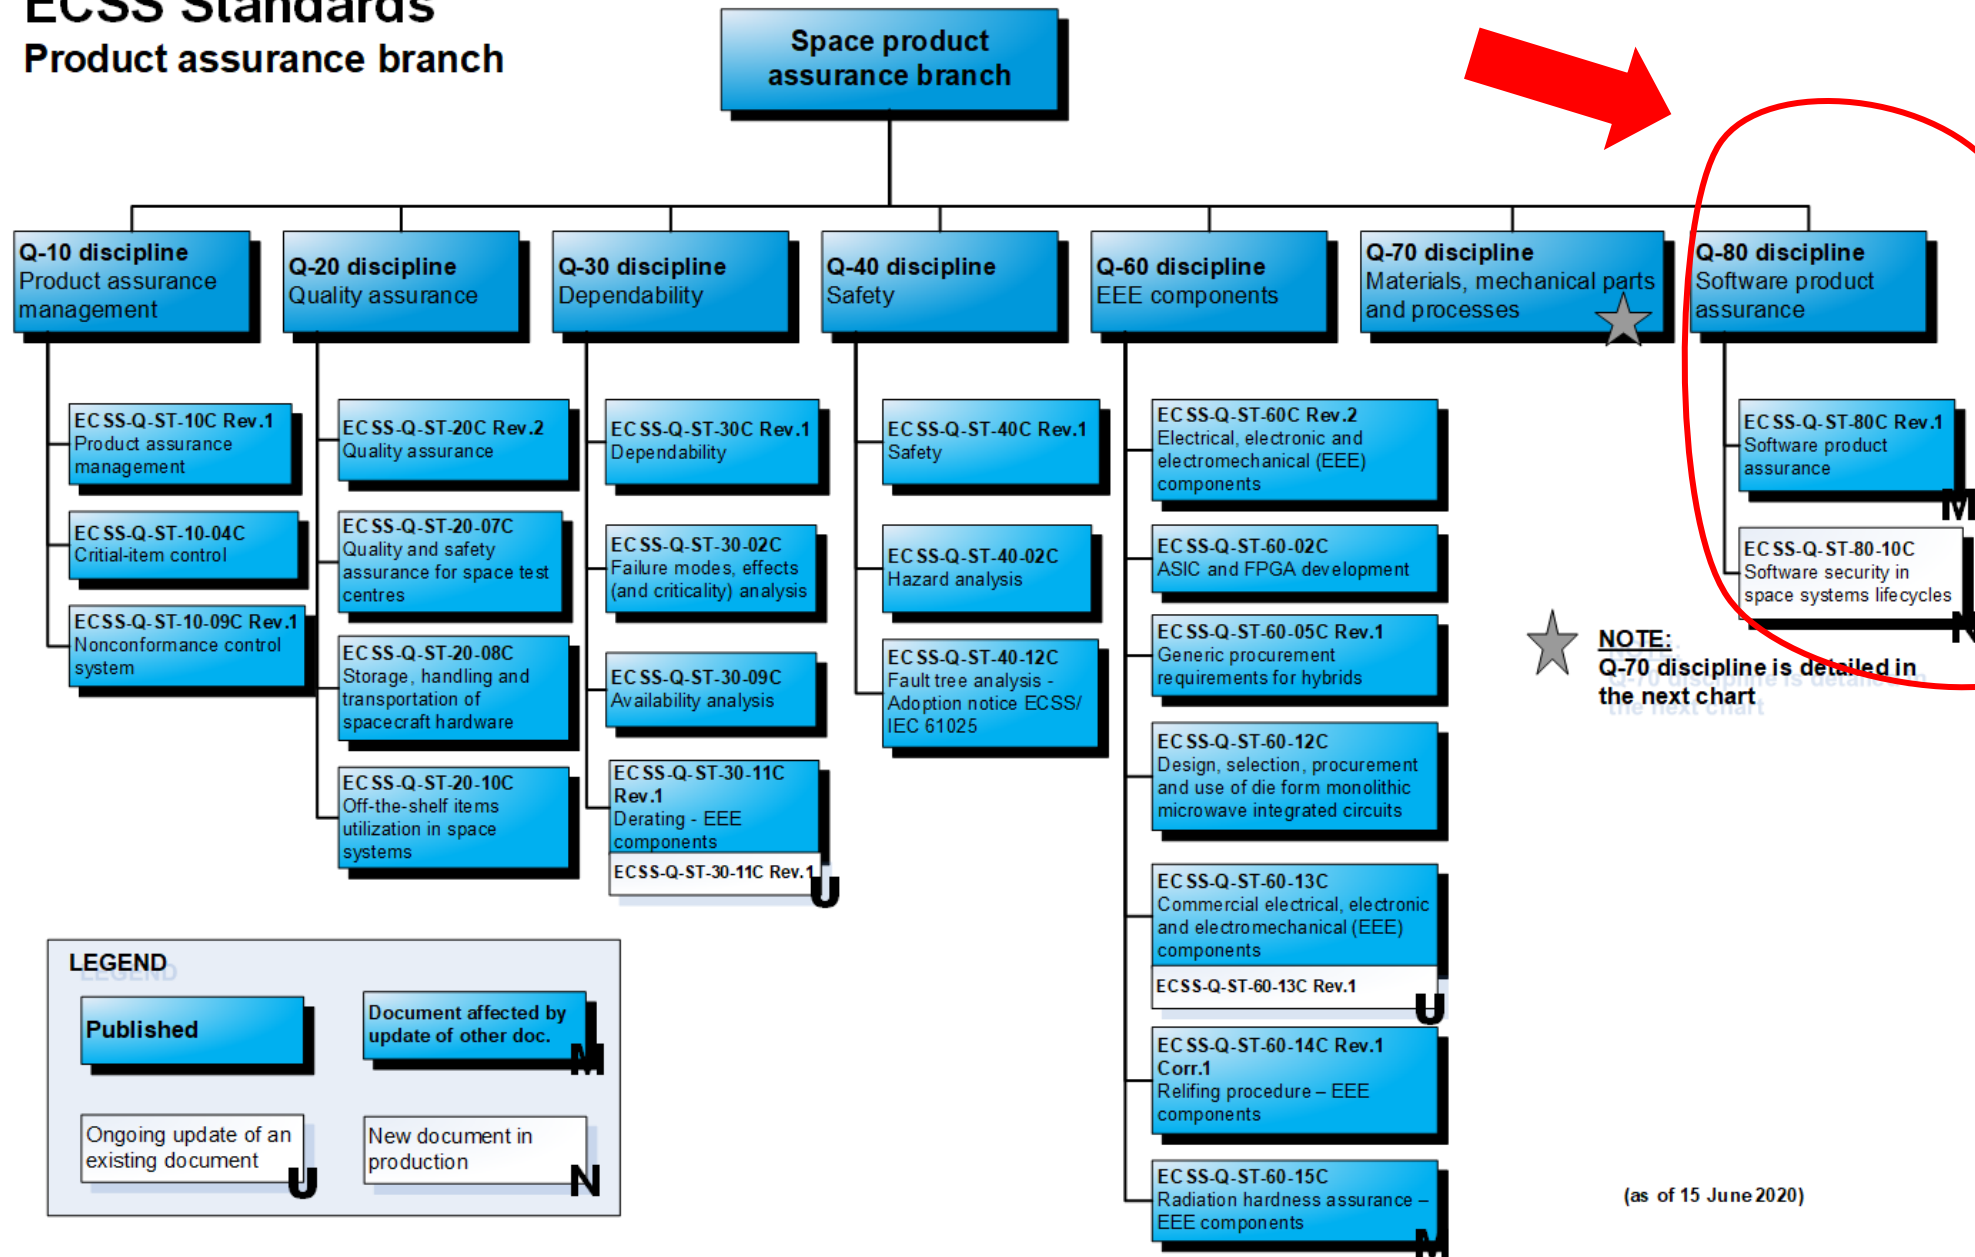 ECSS Standards
Product assurance branch
Space product
assurance branch
Q-10 discipline
Product assurance
management
Q-20 discipline
Quality assurance
Q-30 discipline
Dependability
Q-40 discipline
Safety
Q-60 discipline
EEE components
Q-70 discipline
Materials, mechanical parts
and processes
Q-80 discipline
Software product
assurance
ECSS-Q-ST-10C Rev.1
Product assurance
management
ECSS-Q-ST-10-04C
Critial-item control
ECSS-Q-ST-10-09C Rev.1
Nonconformance control
system
ECSS-Q-ST-20C Rev.2
Quality assurance
ECSS-Q-ST-20-07C
Quality and safety
assurance for space test
centres
ECSS-Q-ST-20-08C
Storage, handling and
transportation of
spacecraft hardware
ECSS-Q-ST-20-10C
Off-the-shelf items
utilization in space
systems
ECSS-Q-ST-30C Rev.1
Dependability
ECSS-Q-ST-30-02C
Failure modes, effects
(and criticality) analysis
ECSS-Q-ST-30-09C
Availability analysis
ECSS-Q-ST-30-11C
Rev.1
Derating - EEE
components
ECSS-Q-ST-30-11C Rev.1
U
ECSS-Q-ST-40C Rev.1
Safety
ECSS-Q-ST-40-02C
Hazard analysis
ECSS-Q-ST-40-12C
Fault tree analysis -
Adoption notice ECSS/
IEC 61025
ECSS-Q-ST-60C Rev.2
Electrical, electronic and
electromechanical (EEE)
components
ECSS-Q-ST-60-02C
ASIC and FPGA development
ECSS-Q-ST-60-05C Rev.1
Generic procurement
requirements for hybrids
ECSS-Q-ST-60-12C
Design, selection, procurement
and use of die form monolithic
microwave integrated circuits
ECSS-Q-ST-60-13C
Commercial electrical, electronic
and electromechanical (EEE)
components
ECSS-Q-ST-60-13C Rev.1
U
ECSS-Q-ST-60-14C Rev.1
Corr.1
Relifing procedure – EEE
components
ECSS-Q-ST-60-15C
Radiation hardness assurance –
EEE components
M
ECSS-Q-ST-80C Rev.1
Software product
assurance
M
ECSS-Q-ST-80-10C
Software security in
space systems lifecycles
N
NOTE:
Q-70 discipline is detailed in
the next chart
LEGEND
Published
Document affected by
update of other doc.
M
Ongoing update of an
existing document
U
New document in
production
N
(as of 15 June 2020)